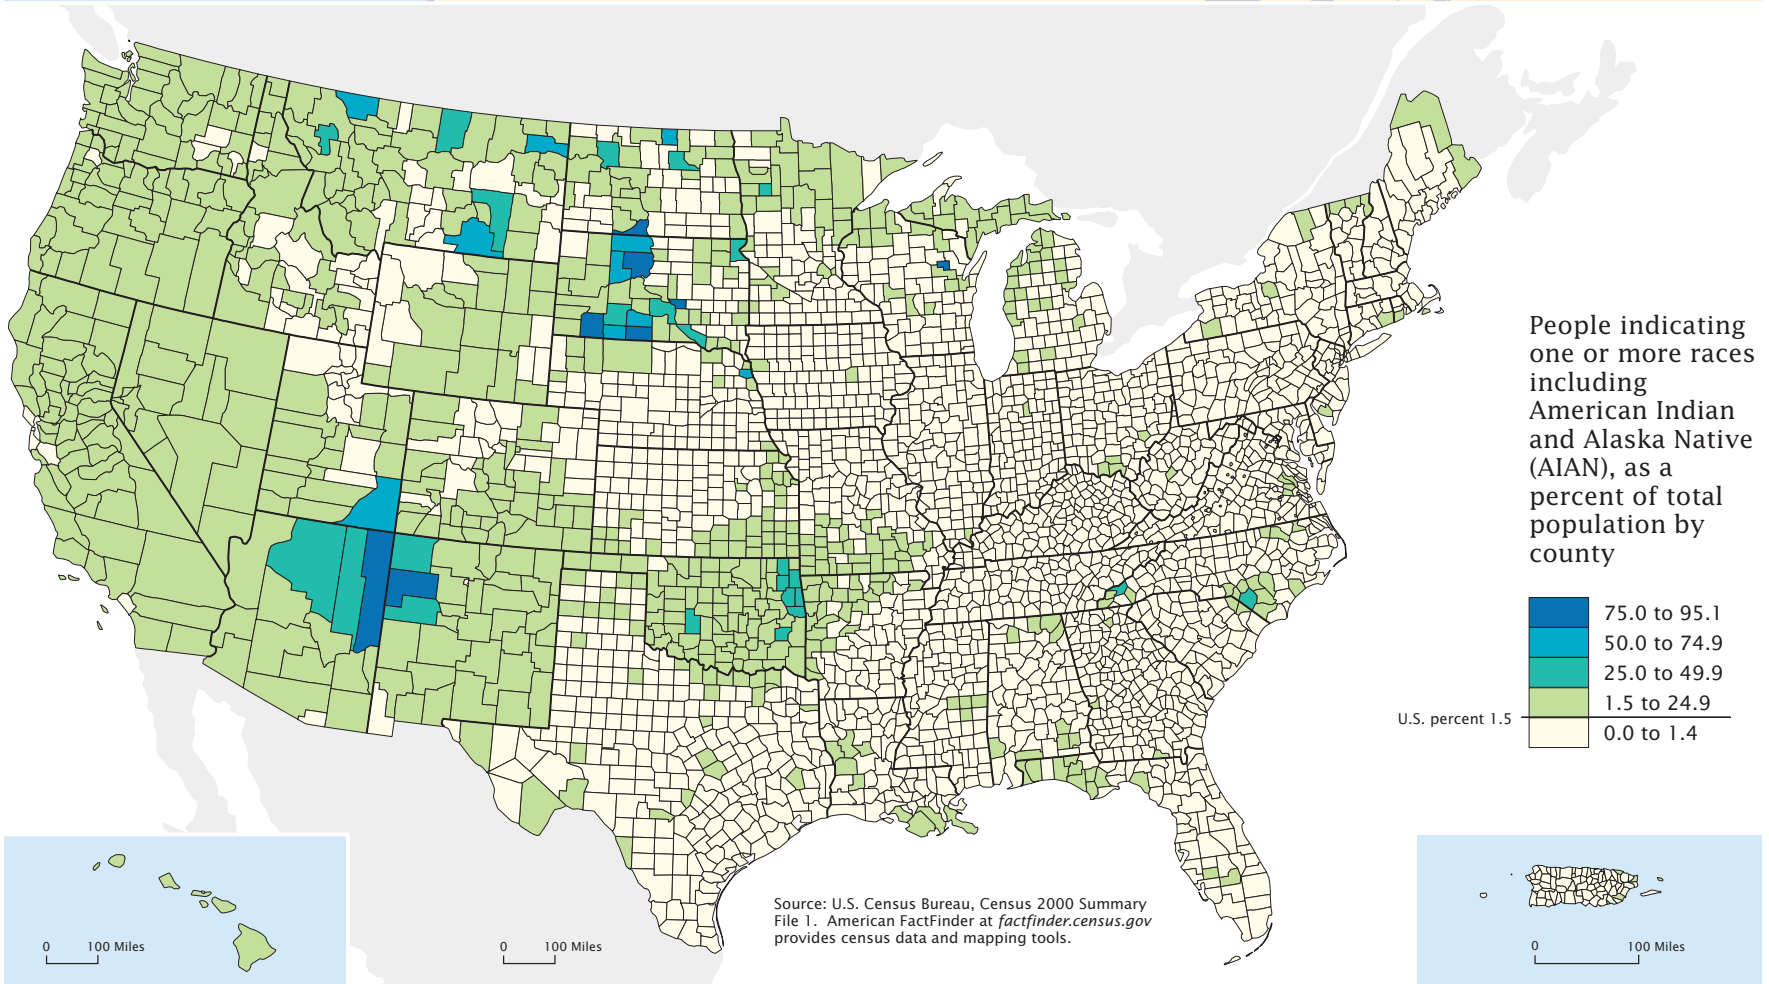 People indicating
one or more races
including
American Indian
and Alaska Native
(AIAN), as a
percent of total
population by
county
75.0 to 95.1
50.0 to 74.9
25.0 to 49.9
1.5 to 24.9
U.S. percent 1.5
0.0 to 1.4
Source: U.S. Census Bureau, Census 2000 Summary
File 1. American FactFinder at factfinder.census.gov
provides census data and mapping tools.
0 100 Miles
0 100 Miles
0 100 Miles